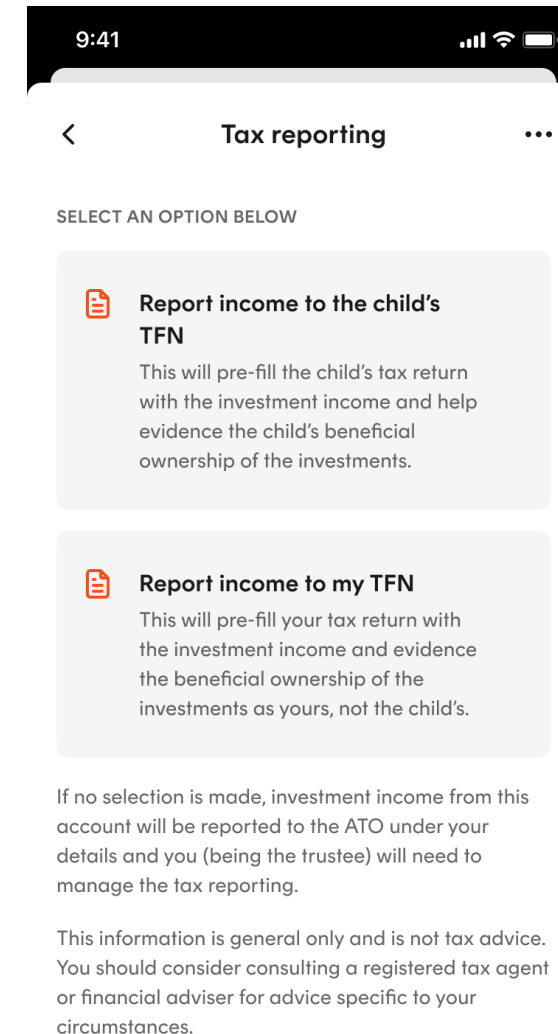 9:41
Tax reporting
SELECT AN OPTION BELOW
Report income to the child’s
TFN
This will pre-fill the child’s tax return
with the investment income and help
evidence the child’s beneficial
ownership of the investments.
Report income to my TFN
This will pre-fill your tax return with
the investment income and evidence
the beneficial ownership of the
investments as yours, not the child’s.
If no selection is made, investment income from this
account will be reported to the ATO under your
details and you (being the trustee) will need to
manage the tax reporting.
This information is general only and is not tax advice.
You should consider consulting a registered tax agent
or financial adviser for advice specific to your
circumstances.